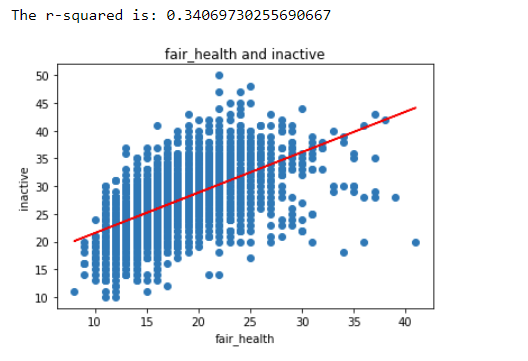 The r-squared is: 0.34069730255690667
fair_health and inactive
50
45
40
35
30
25
20
15
10
inactive
10 15 20 25 30 35 40
fair_health